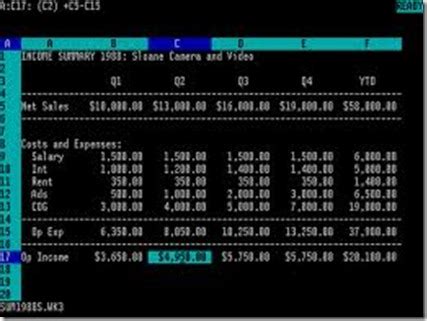 A:C17: (C2) +C5-C15 READY
A A B C D E F
1 INCOME SUMMARY 1988: Sloane Camera and Video
2
3 Q1 Q2 Q3 Q4 YTD
4
5 Net Sales $10,000.00 $13,000.00 $16,000.00 $19,000.00 $58,000.00
6
7
8 Costs and Expenses:
9 Salary 1,500.00 1,500.00 1,500.00 1,500.00 6,000.00
10 Int 1,000.00 1,200.00 1,400.00 1,400.00 5,000.00
11 Rent 350.00 350.00 350.00 350.00 1,400.00
12 Ads 500.00 1,000.00 2,000.00 3,000.00 6,500.00
13 COG 3,000.00 4,000.00 5,000.00 7,000.00 19,000.00
14
15 Op Exp 6,350.00 8,050.00 10,250.00 13,250.00 37,900.00
16
17 Op Income $3,650.00 $4,950.00 $5,750.00 $5,750.00 $20,100.00
18
19
20
SUM1988S.WK3